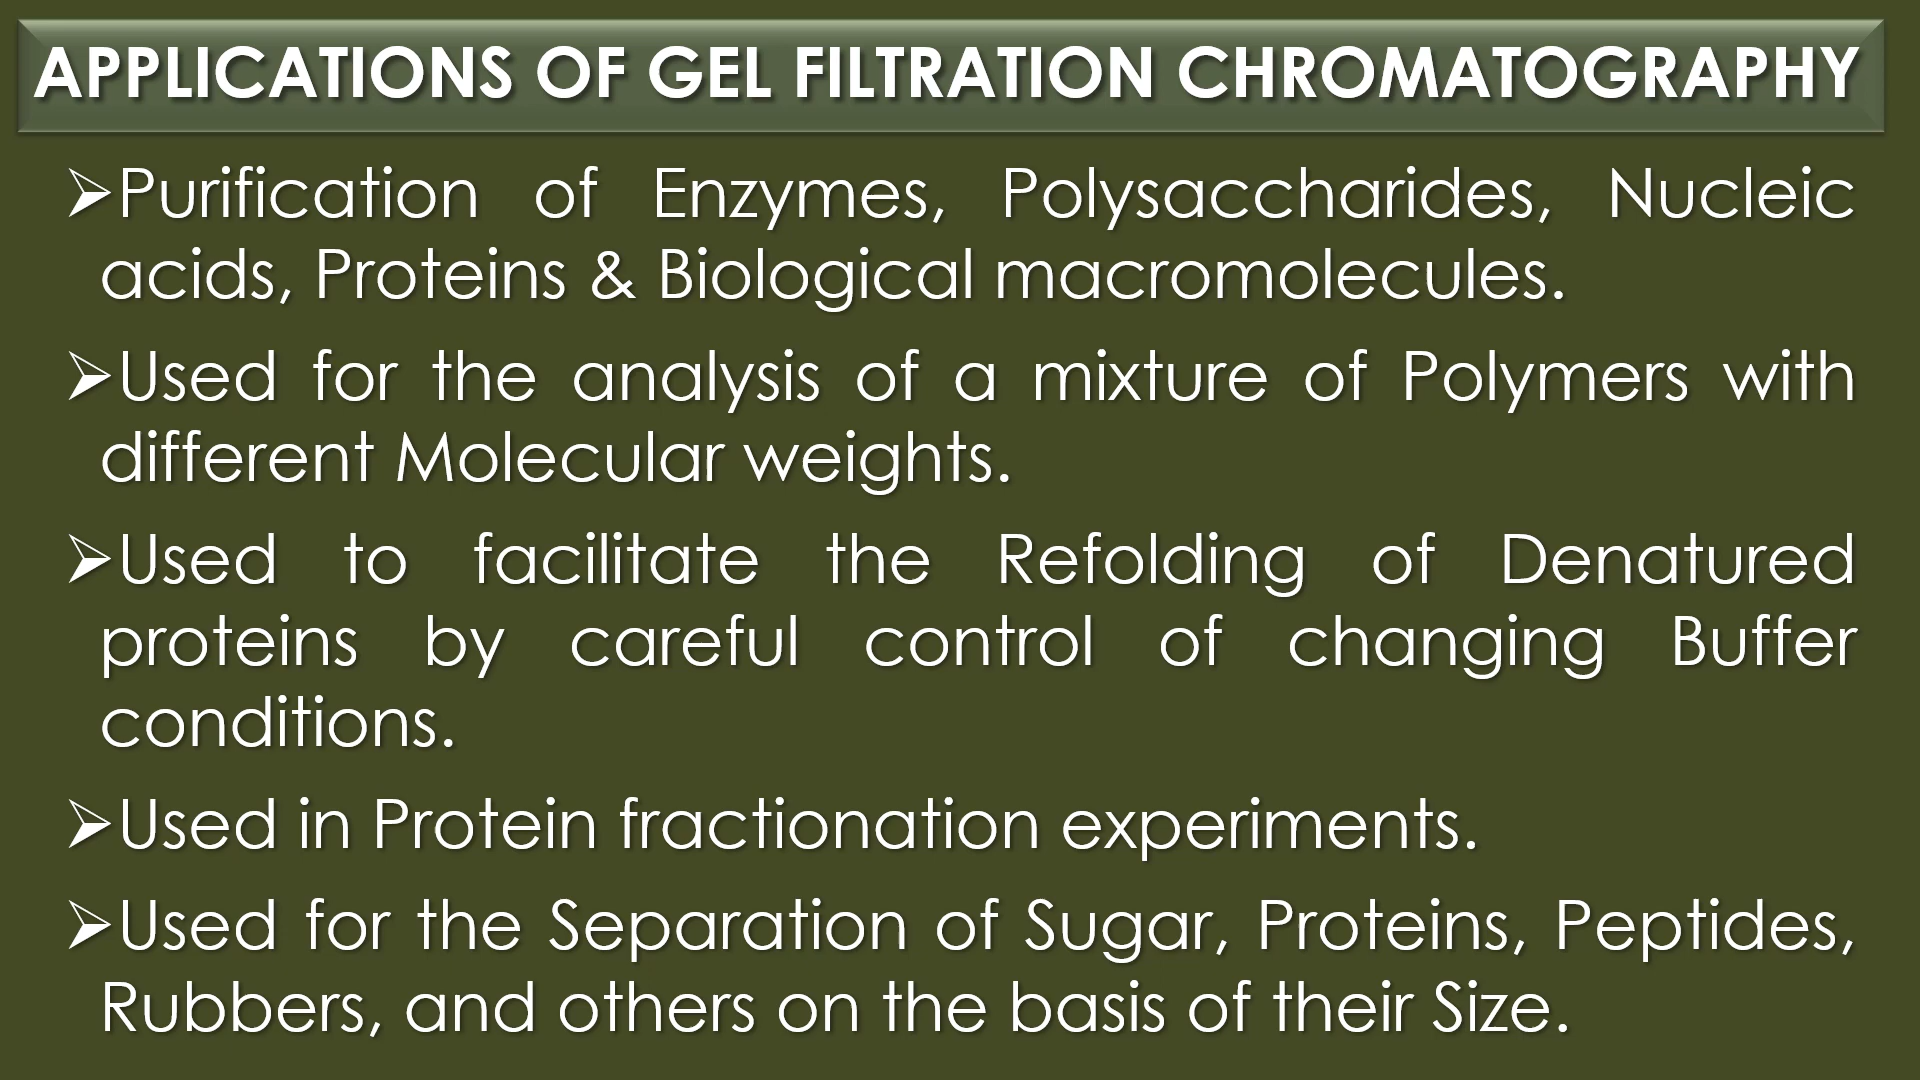 APPLICATIONS OF GEL FILTRATION CHROMATOGRAPHY
➢Purification of Enzymes, Polysaccharides, Nucleic
acids, Proteins & Biological macromolecules.
➢Used for the analysis of a mixture of Polymers with
different Molecular weights.
➢Used to facilitate the Refolding of Denatured
proteins by careful control of changing Buffer
conditions.
➢Used in Protein fractionation experiments.
➢Used for the Separation of Sugar, Proteins, Peptides,
Rubbers, and others on the basis of their Size.